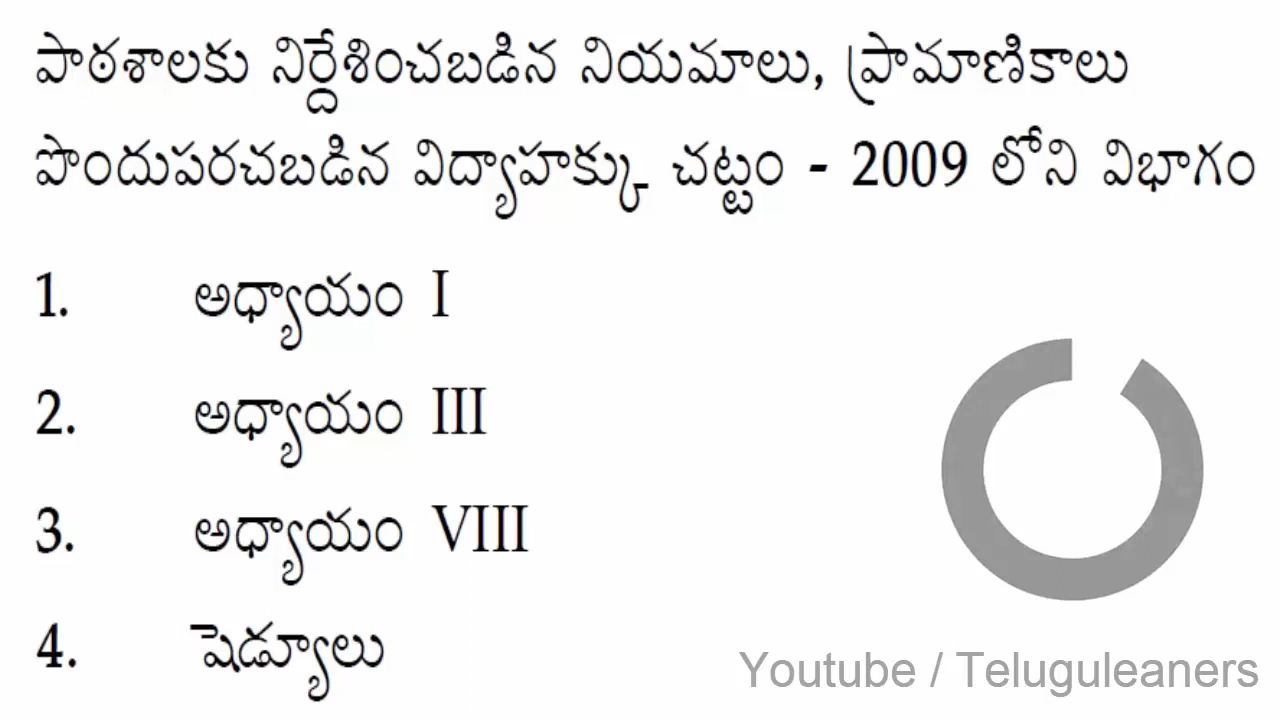 పాఠశాలకు నిర్దేశించబడిన నియమాలు, ప్రామాణికాలు
పొందుపరచబడిన విద్యాహక్కు చట్టం - 2009 లోని విభాగం
1. అధ్యాయం I
2. అధ్యాయం III
3. అధ్యాయం VIII
4. షెడ్యూలు
Youtube / Teluguleaners